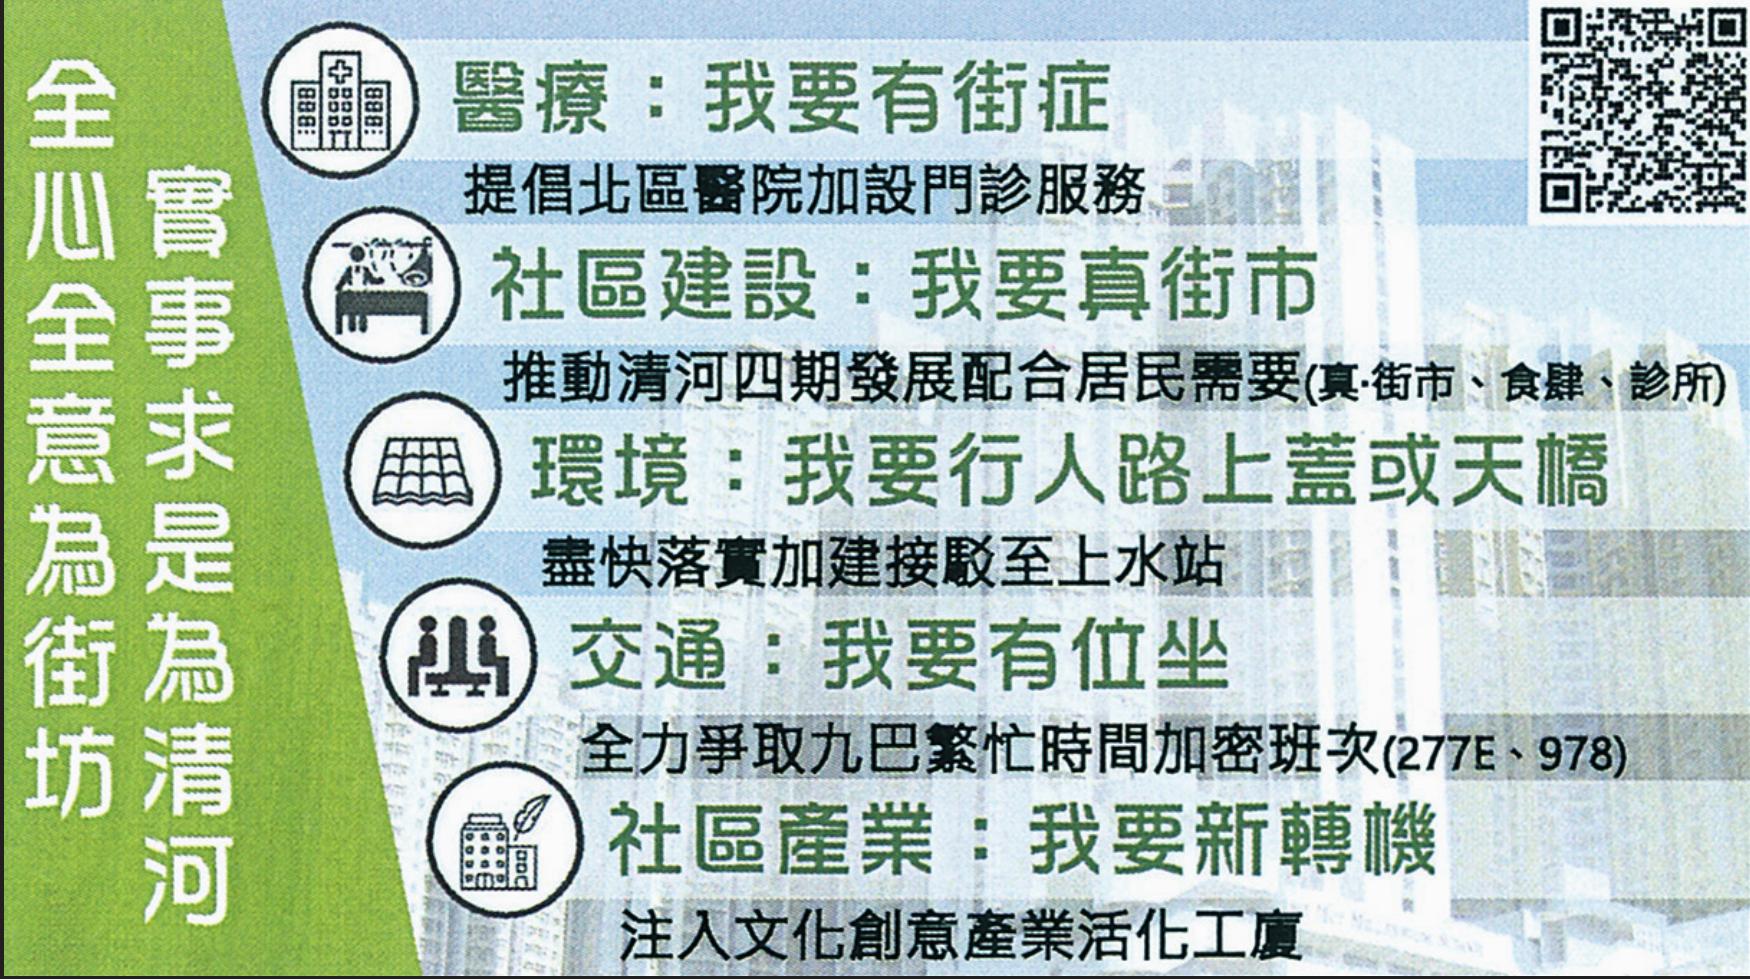 實事求是為清河
全心全意為街坊
醫療：我要有街症
提倡北區醫院加設門診服務
社區建設：我要真街市
推動清河四期發展配合居民需要(真·街市、食肆、診所)
環境：我要行人路上蓋或天橋
盡快落實加建接駁至上水站
交通：我要有位坐
全力爭取九巴繁忙時間加密班次(277E、978)
社區產業：我要新轉機
注入文化創意產業活化工廈